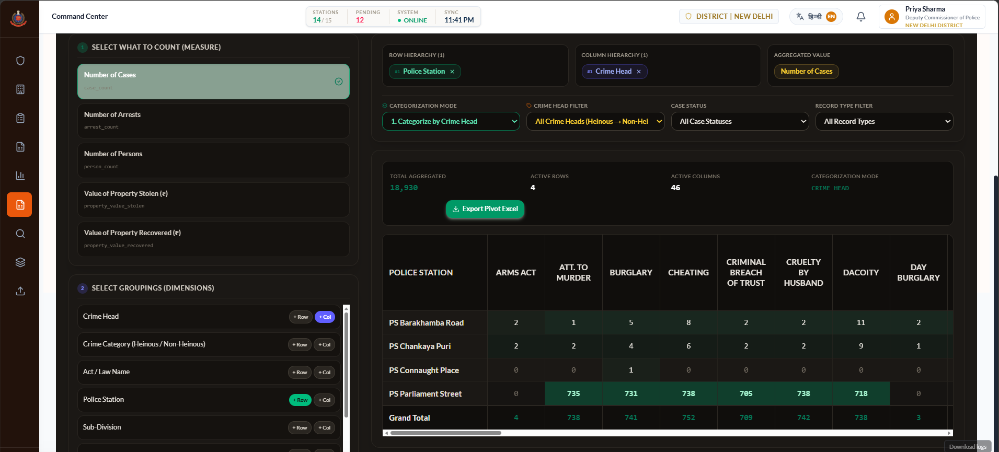 Command Center
STATIONS
14 / 15
PENDING
12
SYSTEM
ONLINE
SYNC
11:41 PM
DISTRICT | NEW DELHI
हिन्दी EN
Priya Sharma
Deputy Commissioner of Police
NEW DELHI DISTRICT
1 SELECT WHAT TO COUNT (MEASURE)
Number of Cases
case_count
Number of Arrests
arrest_count
Number of Persons
person_count
Value of Property Stolen (₹)
property_value_stolen
Value of Property Recovered (₹)
property_value_recovered
2 SELECT GROUPINGS (DIMENSIONS)
Crime Head + Row + Col
Crime Category (Heinous / Non-Heinous) + Row + Col
Act / Law Name + Row + Col
Police Station + Row + Col
Sub-Division + Row + Col
ROW HIERARCHY (1)
#1 Police Station ×
COLUMN HIERARCHY (1)
#1 Crime Head ×
AGGREGATED VALUE
Number of Cases
CATEGORIZATION MODE
1. Categorize by Crime Head
CRIME HEAD FILTER
All Crime Heads (Heinous → Non-Hei
CASE STATUS
All Case Statuses
RECORD TYPE FILTER
All Record Types
TOTAL AGGREGATED
18,930
ACTIVE ROWS
4
ACTIVE COLUMNS
46
CATEGORIZATION MODE
CRIME HEAD
Export Pivot Excel
POLICE STATION ARMS ACT ATT. TO MURDER BURGLARY CHEATING CRIMINAL BREACH OF TRUST CRUELTY BY HUSBAND DACOITY DAY BURGLARY
PS Barakhamba Road 2 1 5 8 2 2 11 2
PS Chankaya Puri 2 2 4 6 2 2 9 1
PS Connaught Place 0 0 1 0 0 0 0 0
PS Parliament Street 0 735 731 738 705 738 718 0
Grand Total 4 738 741 752 709 742 738 3
Download logs